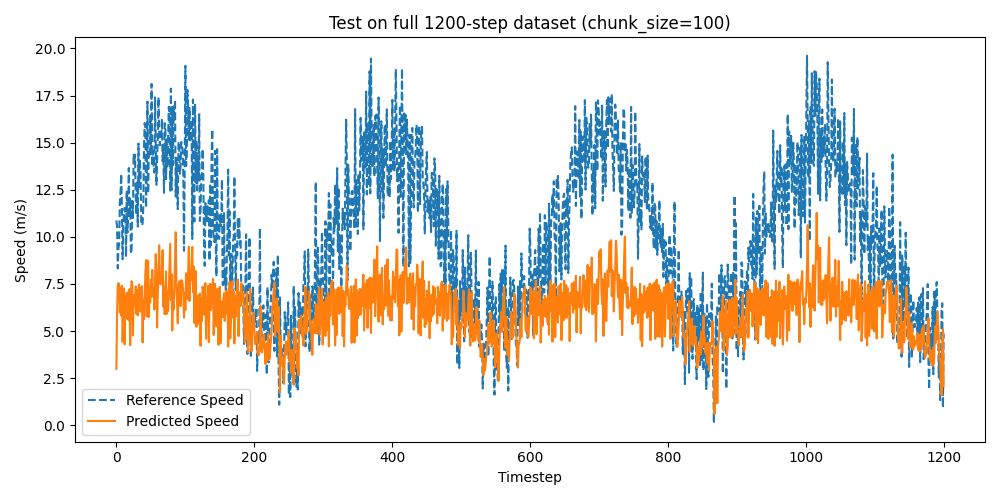 Test on full 1200-step dataset (chunk_size=100)
20.0
17.5
15.0
12.5
10.0
7.5
5.0
2.5
0.0
Speed (m/s)
Reference Speed
Predicted Speed
0 200 400 600 800 1000 1200
Timestep